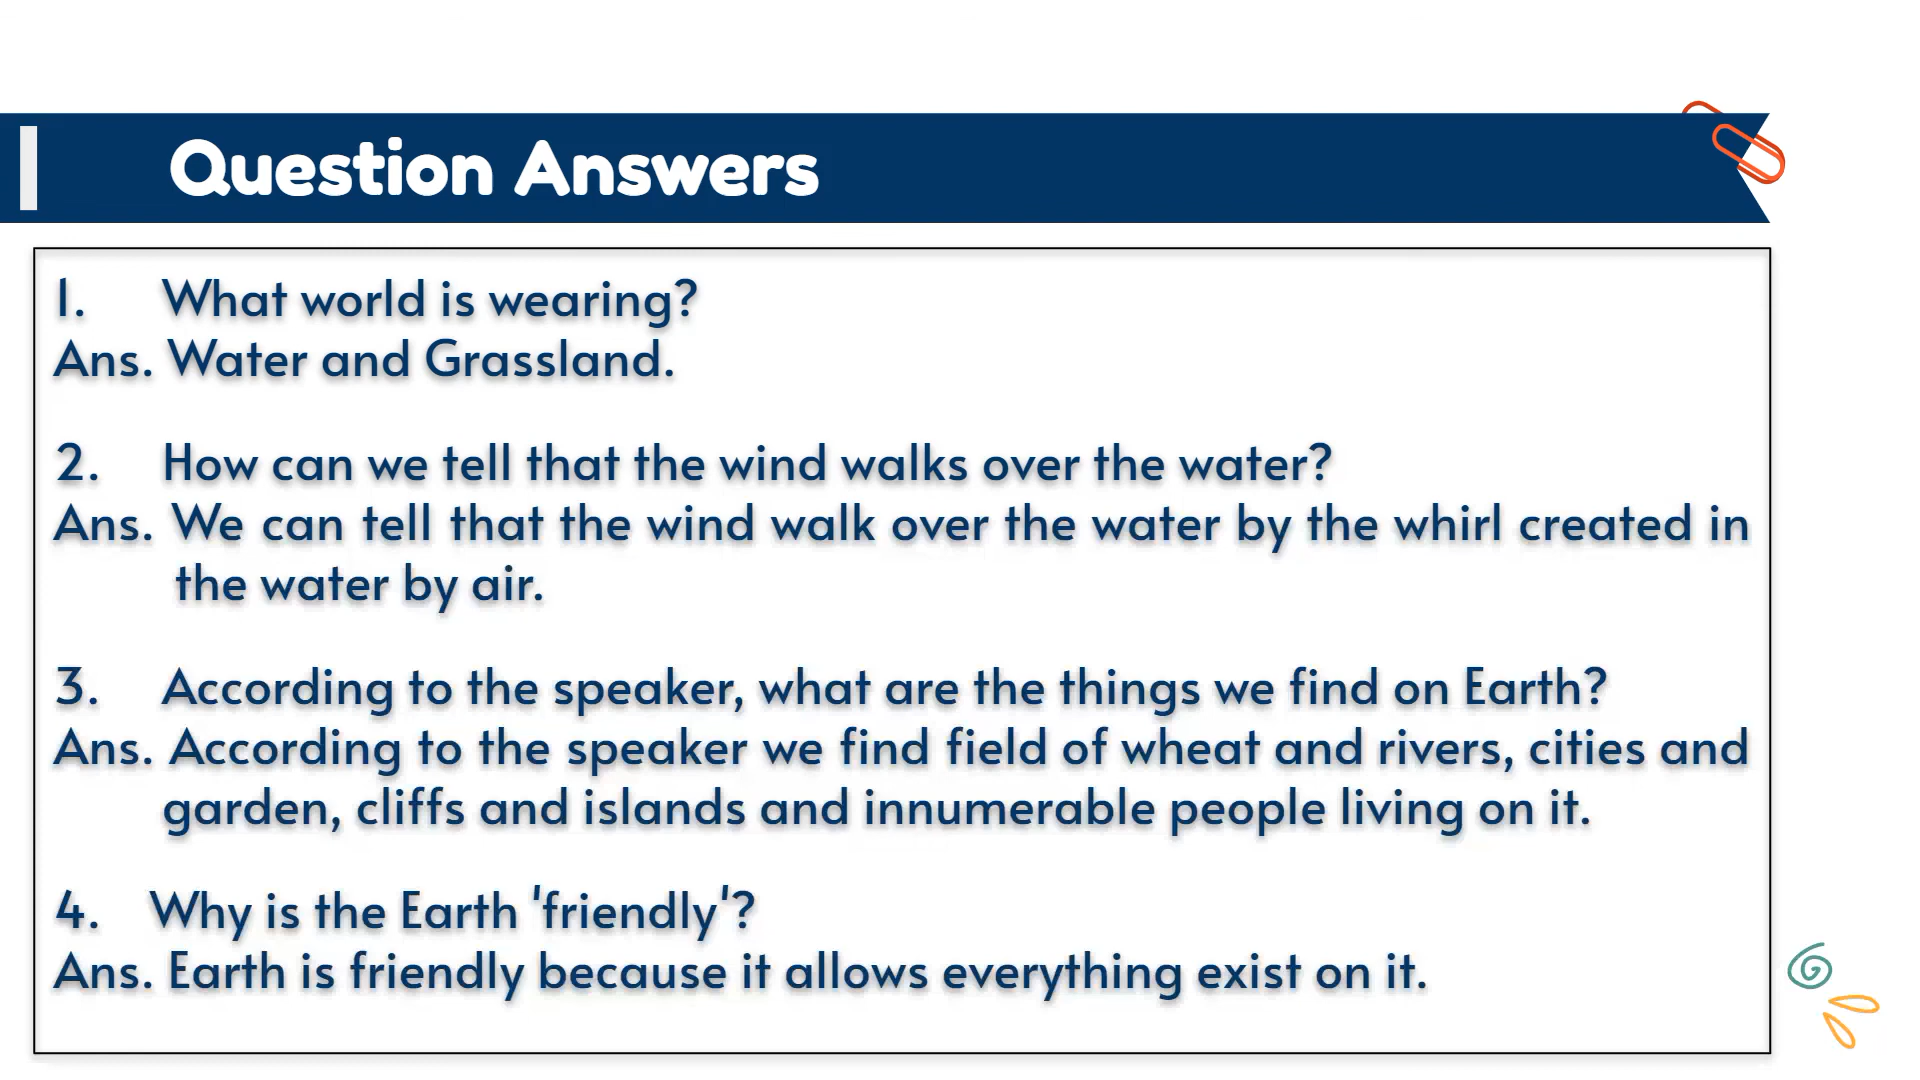 Question Answers
1. What world is wearing?
Ans. Water and Grassland.
2. How can we tell that the wind walks over the water?
Ans. We can tell that the wind walk over the water by the whirl created in
the water by air.
3. According to the speaker, what are the things we find on Earth?
Ans. According to the speaker we find field of wheat and rivers, cities and
garden, cliffs and islands and innumerable people living on it.
4. Why is the Earth 'friendly'?
Ans. Earth is friendly because it allows everything exist on it.